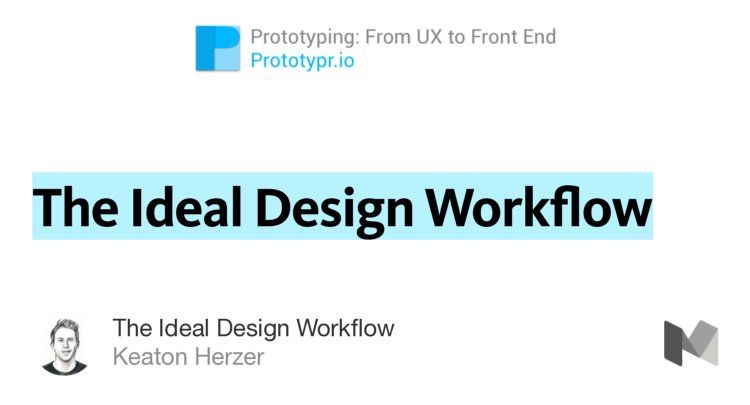 Prototyping: From UX to Front End
Prototypr.io
The Ideal Design Workflow
The Ideal Design Workflow
Keaton Herzer